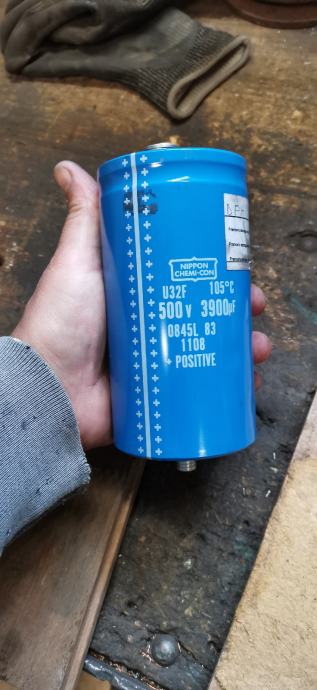 NIPPON
CHEMI-CON
U32F 105°C
500V 3900µF
0845L 83
1108
POSITIVE